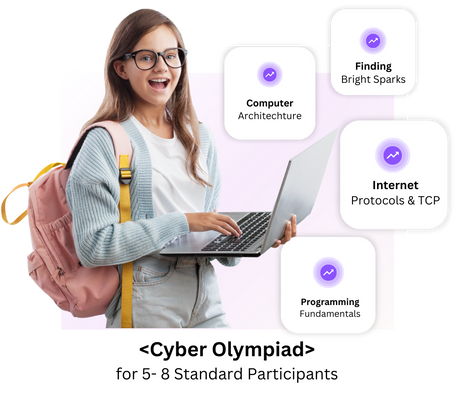 Finding
Bright Sparks
Computer
Architechture
Internet
Protocols & TCP
Programming
Fundamentals
<Cyber Olympiad>
for 5- 8 Standard Participants